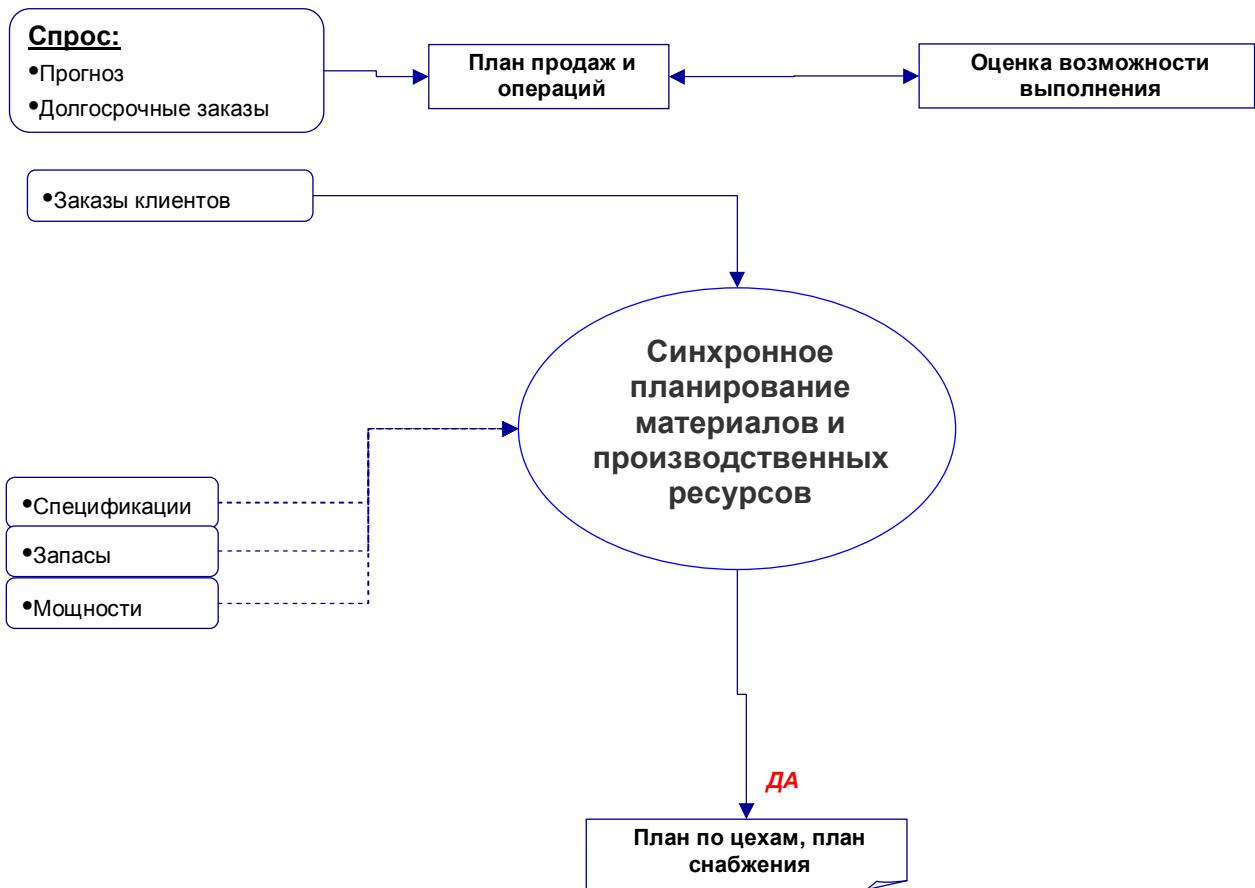 Спрос:
•Прогноз
•Долгосрочные заказы
План продаж и
операций
Оценка возможности
выполнения
•Заказы клиентов
Синхронное
планирование
материалов и
производственных
ресурсов
•Спецификации
•Запасы
•Мощности
ДА
План по цехам, план
снабжения